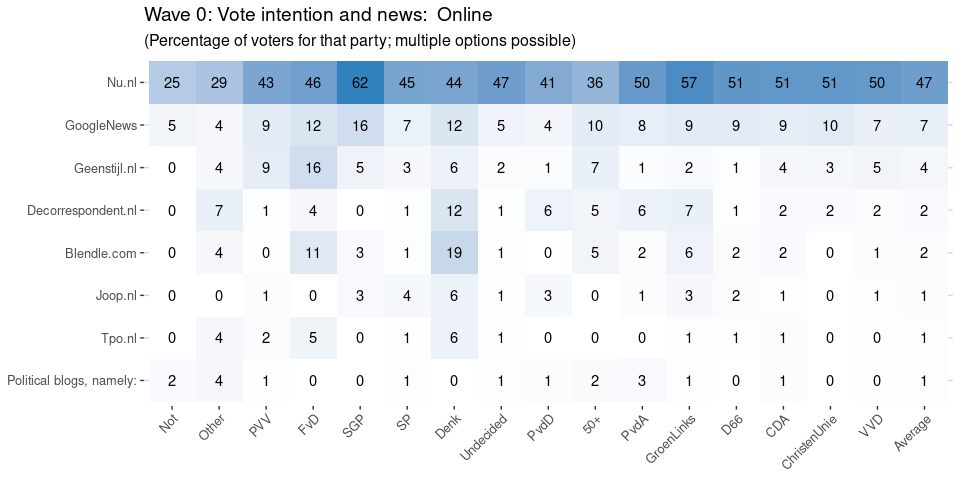 Wave 0: Vote intention and news:  Online
(Percentage of voters for that party; multiple options possible)
Nu.nl 25 29 43 46 62 45 44 47 41 36 50 57 51 51 51 50 47
GoogleNews 5 4 9 12 16 7 12 5 4 10 8 9 9 9 10 7 7
Geenstijl.nl 0 4 9 16 5 3 6 2 1 7 1 2 1 4 3 5 4
Decorrespondent.nl 0 7 1 4 0 1 12 1 6 5 6 7 1 2 2 2 2
Blendle.com 0 4 0 11 3 1 19 1 0 5 2 6 2 2 0 1 2
Joop.nl 0 0 1 0 3 4 6 1 3 0 1 3 2 1 0 1 1
Tpo.nl 0 4 2 5 0 1 6 1 0 0 0 1 1 1 0 0 1
Political blogs, namely: 2 4 1 0 0 1 0 1 1 2 3 1 0 1 0 0 1
Not Other PVV FvD SGP SP Denk Undecided PvdD 50+ PvdA GroenLinks D66 CDA ChristenUnie VVD Average